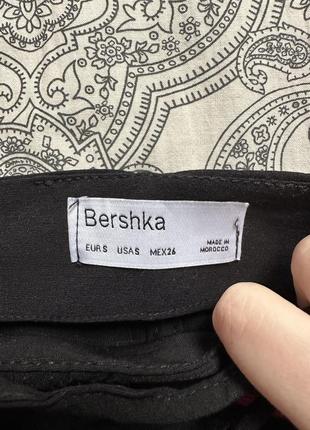 Bershka
EUR S USA S MEX 26
MADE IN
MOROCCO